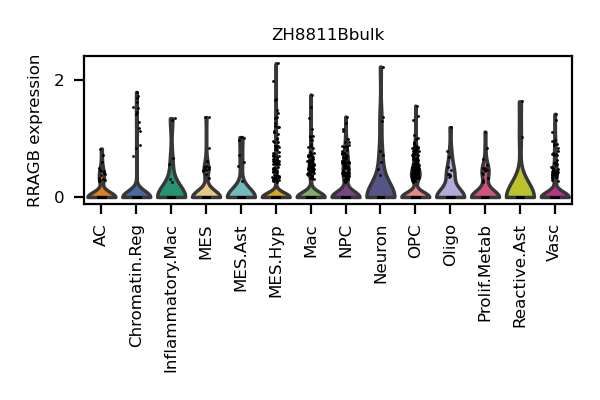 ZH8811Bbulk
RRAGB expression
2
0
AC
Chromatin.Reg
Inflammatory.Mac
MES
MES.Ast
MES.Hyp
Mac
NPC
Neuron
OPC
Oligo
Prolif.Metab
Reactive.Ast
Vasc